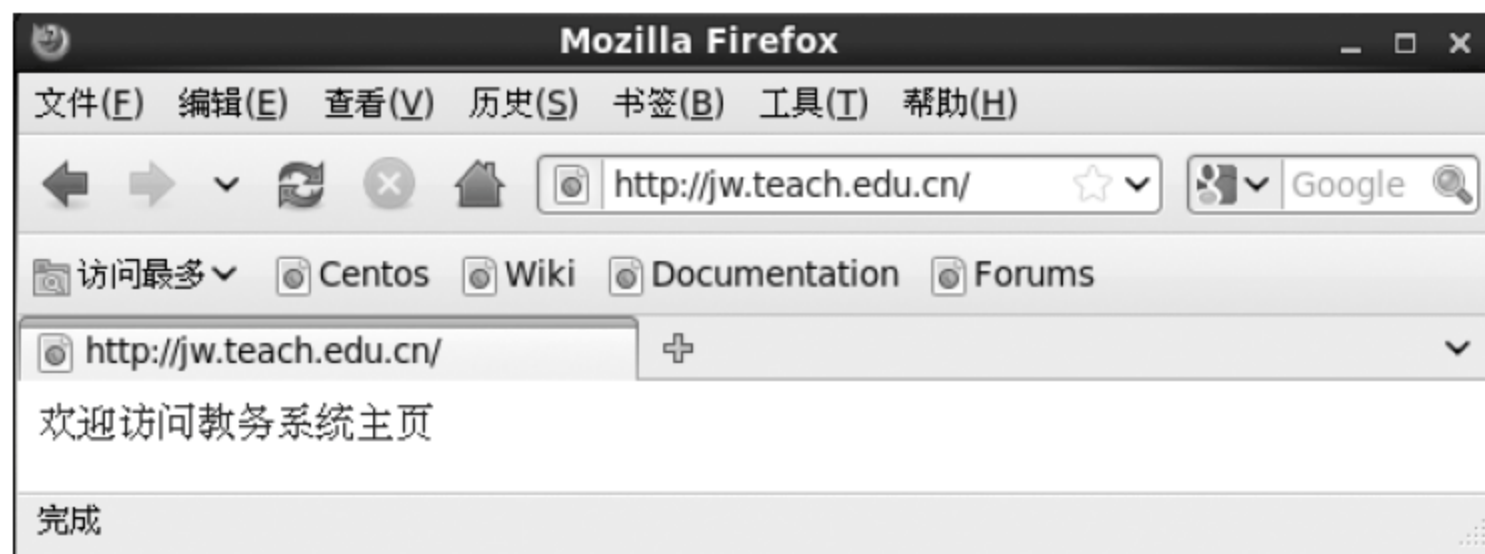 Mozilla Firefox
文件(F) 编辑(E) 查看(V) 历史(S) 书签(B) 工具(T) 帮助(H)
http://jw.teach.edu.cn/ Google
访问最多 Centos Wiki Documentation Forums
http://jw.teach.edu.cn/
欢迎访问教务系统主页
完成